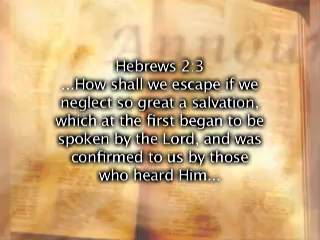 Hebrews 2:3
...How shall we escape if we
neglect so great a salvation,
which at the first began to be
spoken by the Lord, and was
confirmed to us by those
who heard Him...